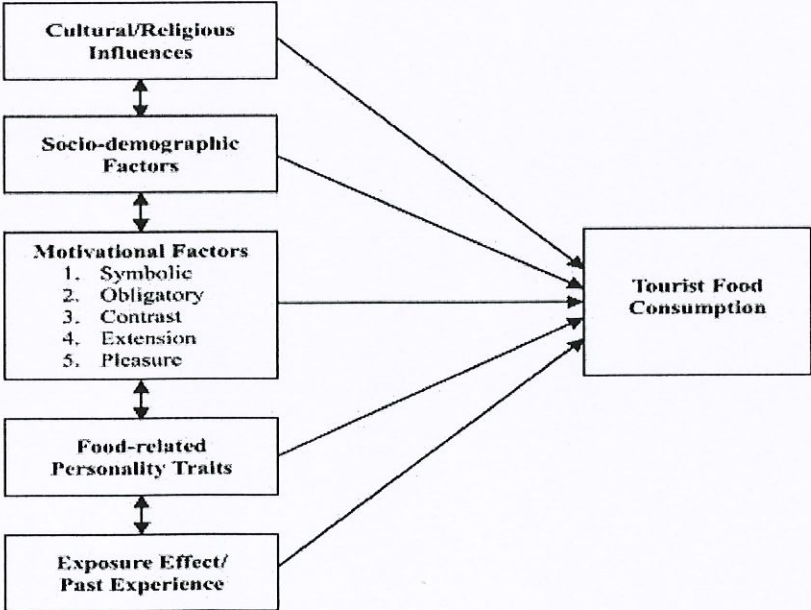 Cultural/Religious
Influences
Socio-demographic
Factors
Motivational Factors
1. Symbolic
2. Obligatory
3. Contrast
4. Extension
5. Pleasure
Food-related
Personality Traits
Exposure Effect/
Past Experience
Tourist Food
Consumption